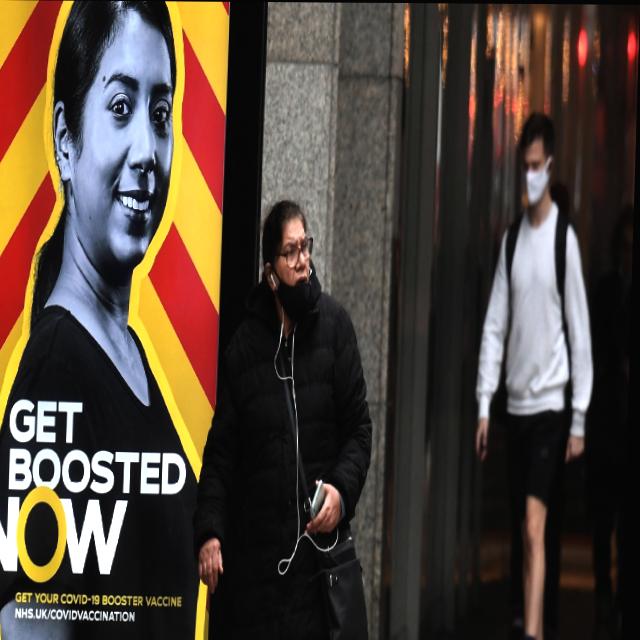 GET
BOOSTED
NOW
GET YOUR COVID-19 BOOSTER VACCINE
NHS.UK/COVIDVACCINATION